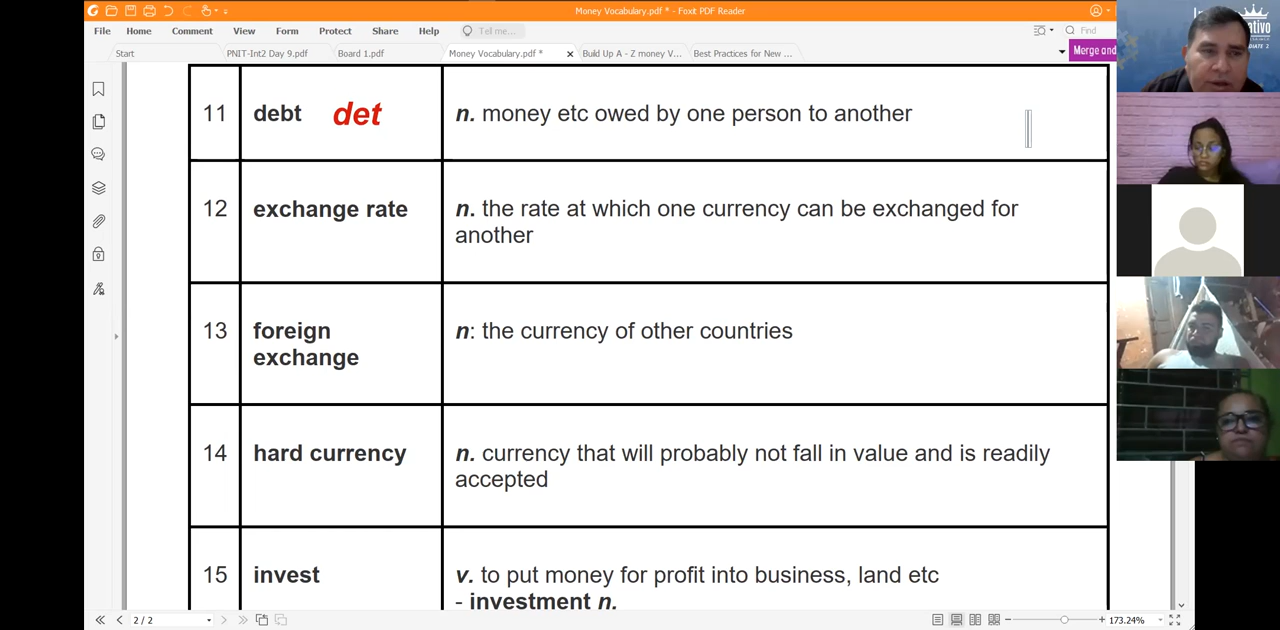 Money Vocabulary.pdf * - Foxit PDF Reader
File Home Comment View Form Protect Share Help Tell me... Find
Start PNIT-Int2 Day 9.pdf Board 1.pdf Money Vocabulary.pdf * Build Up A - Z money V... Best Practices for New ... Merge and
11 debt det n. money etc owed by one person to another
12 exchange rate n. the rate at which one currency can be exchanged for
another
13 foreign n: the currency of other countries
exchange
14 hard currency n. currency that will probably not fall in value and is readily
accepted
15 invest v. to put money for profit into business, land etc
- investment n.
2 / 2 173.24%